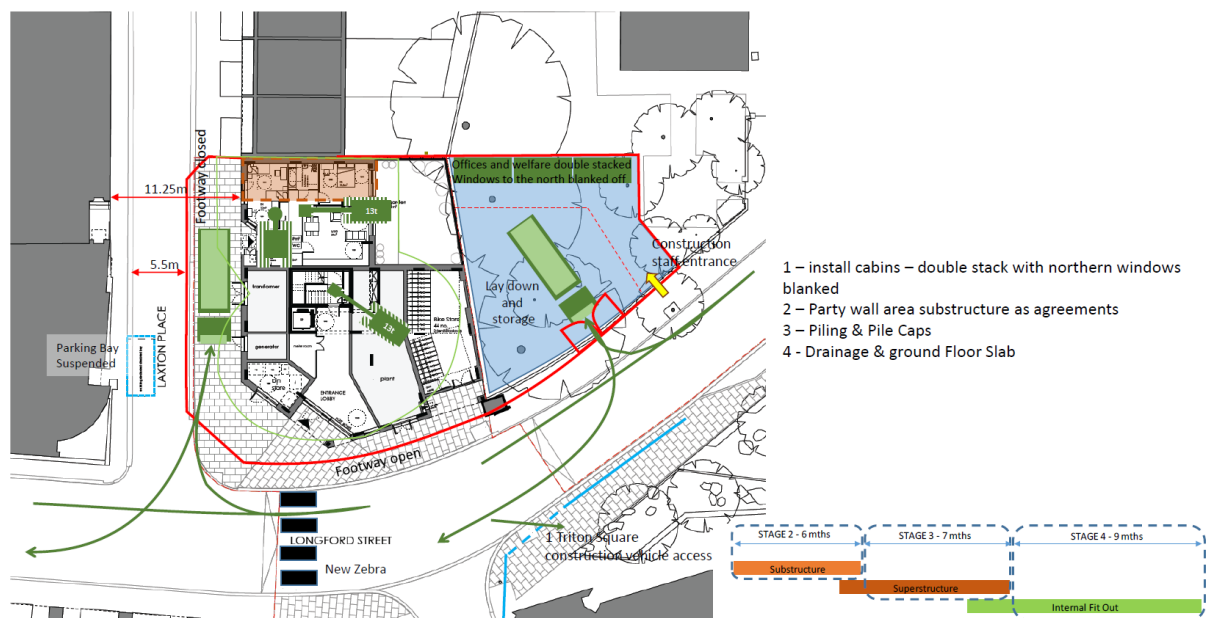 Footway closed
Offices and welfare double stacked
Windows to the north blanked off
11.25m
13t
Construction
staff entrance
5.5m
Lay down
and
storage
transformer
Bike Store
Parking Bay
Suspended
LAXTON PLACE
generator
plant
ENTRANCE
LOBBY
Footway open
LONGFORD STREET
New Zebra
1 Triton Square
construction vehicle access
1 – install cabins – double stack with northern windows
blanked
2 – Party wall area substructure as agreements
3 – Piling & Pile Caps
4 - Drainage & ground Floor Slab
STAGE 2 - 6 mths
STAGE 3 - 7 mths
STAGE 4 - 9 mths
Substructure
Superstructure
Internal Fit Out